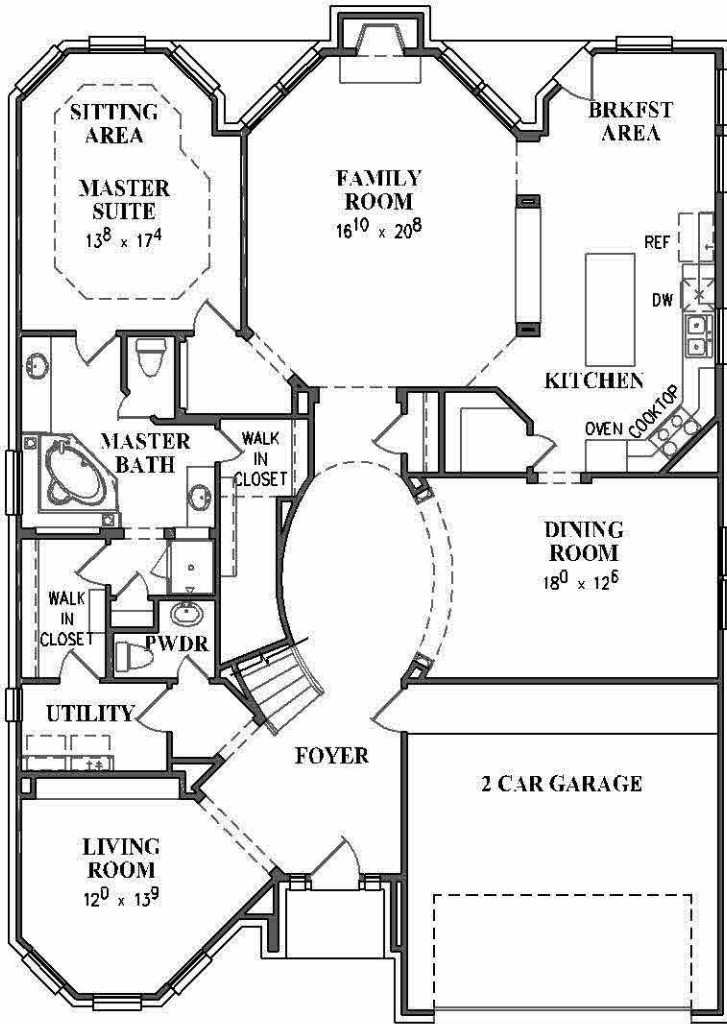 SITTING
AREA
MASTER
SUITE
13⁸ x 17⁴
FAMILY
ROOM
16¹⁰ x 20⁸
BRKFST
AREA
REF
DW
KITCHEN
COOKTOP
OVEN
MASTER
BATH
WALK
IN
CLOSET
DINING
ROOM
18⁰ x 12⁶
WALK
IN
CLOSET
PWDR
UTILITY
FOYER
2 CAR GARAGE
LIVING
ROOM
12⁰ x 13⁹